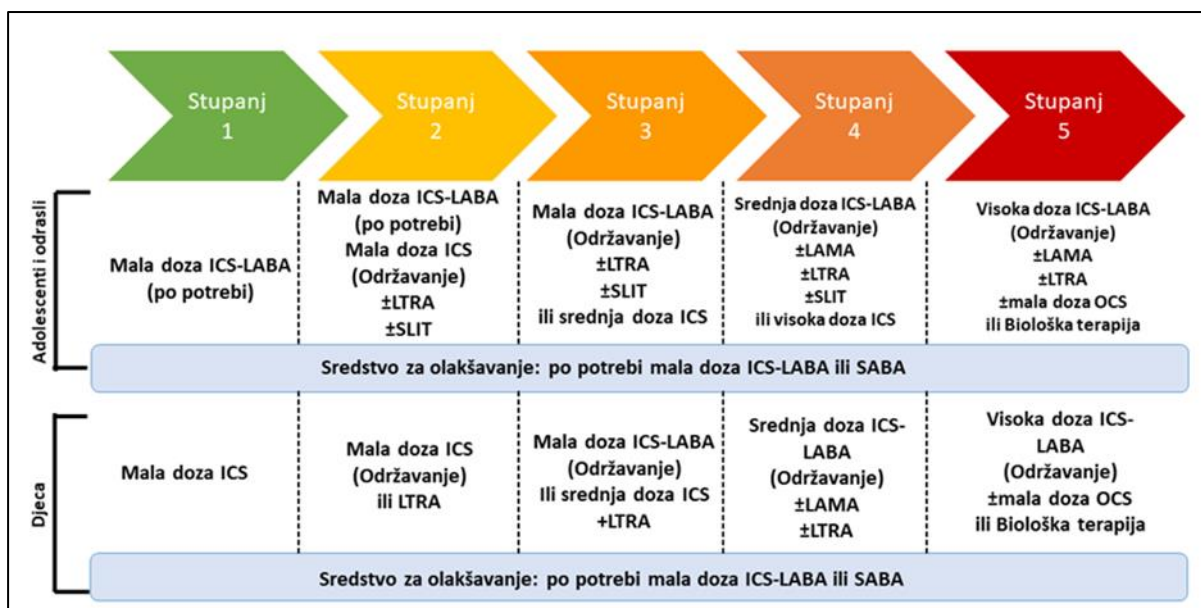 Stupanj
1
Stupanj
2
Stupanj
3
Stupanj
4
Stupanj
5
Adolescenti i odrasli
Mala doza ICS-LABA
(po potrebi)
Mala doza ICS-LABA
(po potrebi)
Mala doza ICS
(Održavanje)
±LTRA
±SLIT
Mala doza ICS-LABA
(Održavanje)
±LTRA
±SLIT
ili srednja doza ICS
Srednja doza ICS-LABA
(Održavanje)
±LAMA
±LTRA
±SLIT
ili visoka doza ICS
Visoka doza ICS-LABA
(Održavanje)
±LAMA
±LTRA
±mala doza OCS
ili Biološka terapija
Sredstvo za olakšavanje: po potrebi mala doza ICS-LABA ili SABA
Djeca
Mala doza ICS
Mala doza ICS
(Održavanje)
ili LTRA
Mala doza ICS-LABA
(Održavanje)
Ili srednja doza ICS
+LTRA
Srednja doza ICS-
LABA
(Održavanje)
±LAMA
±LTRA
Visoka doza ICS-
LABA
(Održavanje)
±mala doza OCS
ili Biološka terapija
Sredstvo za olakšavanje: po potrebi mala doza ICS-LABA ili SABA